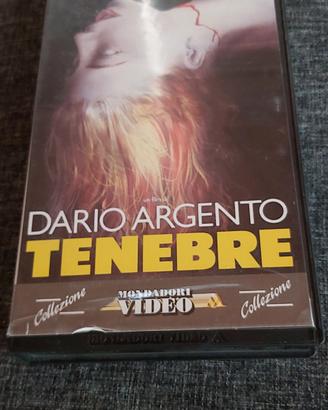 un film di
DARIO ARGENTO
TENEBRE
Collezione
MONDADORI
VIDEO
Collezione
MONDADORI VIDEO